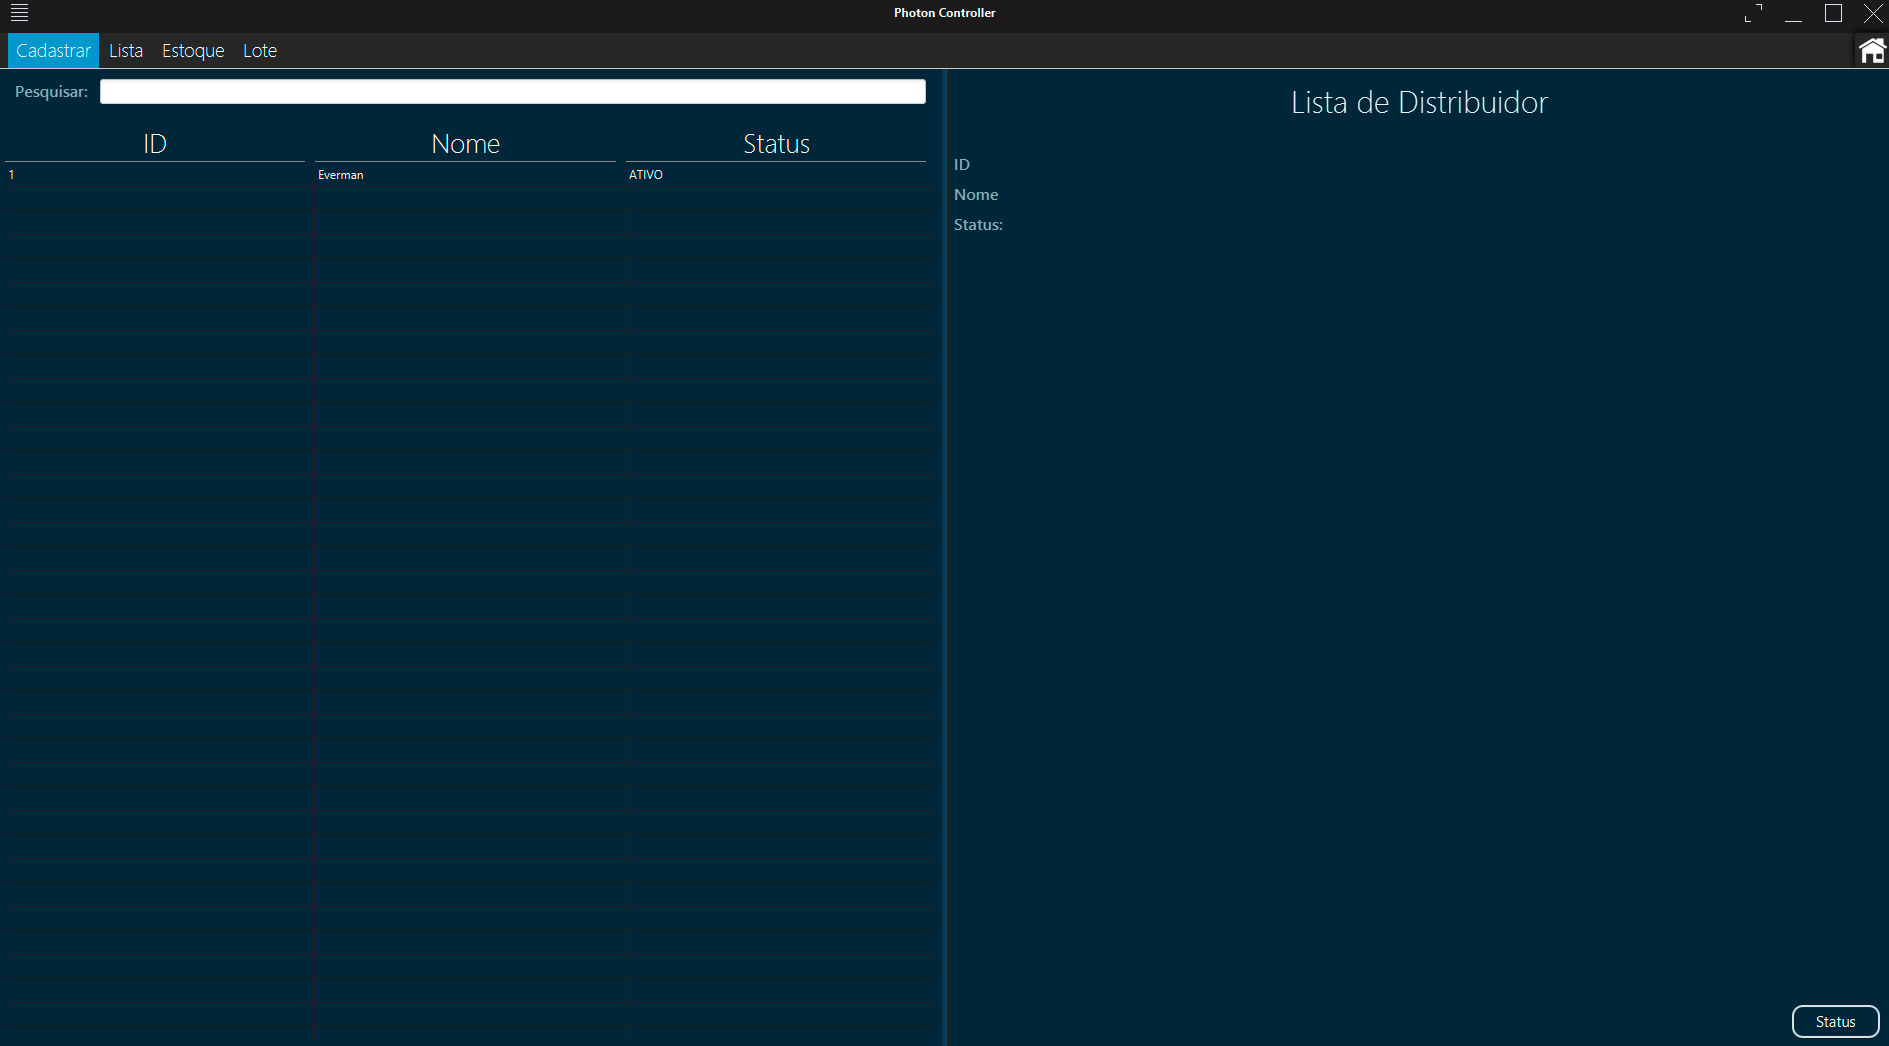 Photon Controller
Cadastrar Lista Estoque Lote
Pesquisar:
ID Nome Status
1 Everman ATIVO
Lista de Distribuidor
ID
Nome
Status:
Status